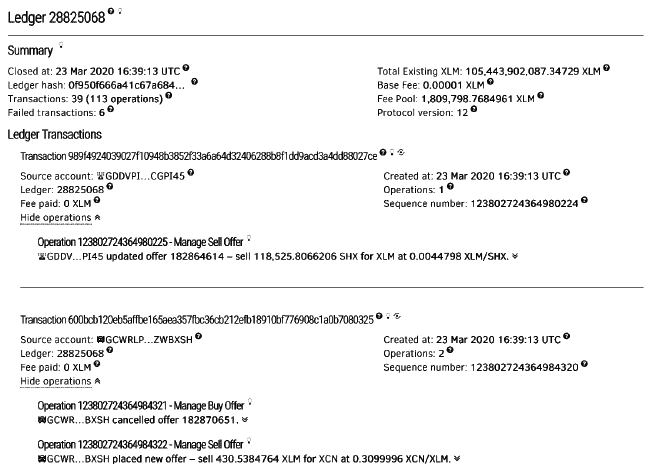 Ledger 28825068
Summary
Closed at: 23 Mar 2020 16:39:13 UTC
Ledger hash: 0f950f666a41c67a684...
Transactions: 39 (113 operations)
Failed transactions: 6
Total Existing XLM: 105,443,902,087.34729 XLM
Base Fee: 0.00001 XLM
Fee Pool: 1,809,798.7684961 XLM
Protocol version: 12
Ledger Transactions
Transaction 989f4924039027f10948b3852f33a6a64d32406288b8f1dd9acd3a4dd88027ce
Source account: GDDVPI...CGPI45
Ledger: 28825068
Fee paid: 0 XLM
Hide operations
Created at: 23 Mar 2020 16:39:13 UTC
Operations: 1
Sequence number: 123802724364980224
Operation 123802724364980225 - Manage Sell Offer
GDDV...PI45 updated offer 182864614 – sell 118,525.8066206 SHX for XLM at 0.0044798 XLM/SHX.
Transaction 600bcb120eb5affbe165aea357fbc36cb212efb18910bf776908c1a0b7080325
Source account: GCWRLP...ZWBXSH
Ledger: 28825068
Fee paid: 0 XLM
Hide operations
Created at: 23 Mar 2020 16:39:13 UTC
Operations: 2
Sequence number: 123802724364984320
Operation 123802724364984321 - Manage Buy Offer
GCWR...BXSH cancelled offer 182870651.
Operation 123802724364984322 - Manage Sell Offer
GCWR...BXSH placed new offer – sell 430.5384764 XLM for XCN at 0.3099996 XCN/XLM.